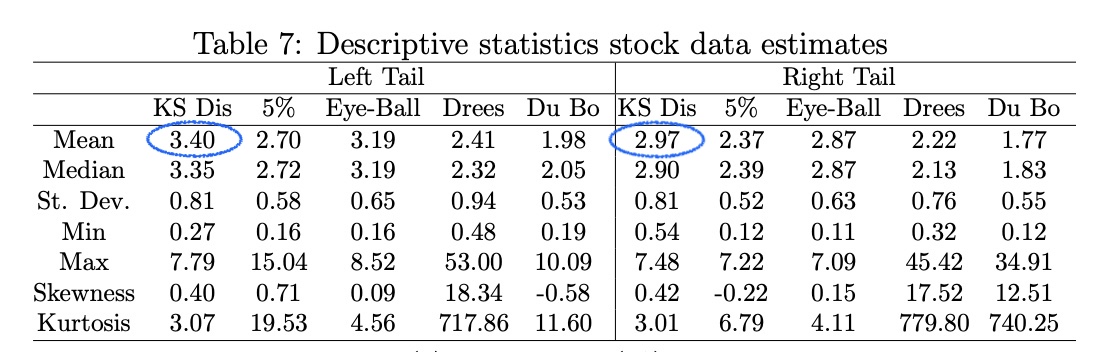 Table 7: Descriptive statistics stock data estimates
Left Tail Right Tail
KS Dis 5% Eye-Ball Drees Du Bo KS Dis 5% Eye-Ball Drees Du Bo
Mean 3.40 2.70 3.19 2.41 1.98 2.97 2.37 2.87 2.22 1.77
Median 3.35 2.72 3.19 2.32 2.05 2.90 2.39 2.87 2.13 1.83
St. Dev. 0.81 0.58 0.65 0.94 0.53 0.81 0.52 0.63 0.76 0.55
Min 0.27 0.16 0.16 0.48 0.19 0.54 0.12 0.11 0.32 0.12
Max 7.79 15.04 8.52 53.00 10.09 7.48 7.22 7.09 45.42 34.91
Skewness 0.40 0.71 0.09 18.34 -0.58 0.42 -0.22 0.15 17.52 12.51
Kurtosis 3.07 19.53 4.56 717.86 11.60 3.01 6.79 4.11 779.80 740.25